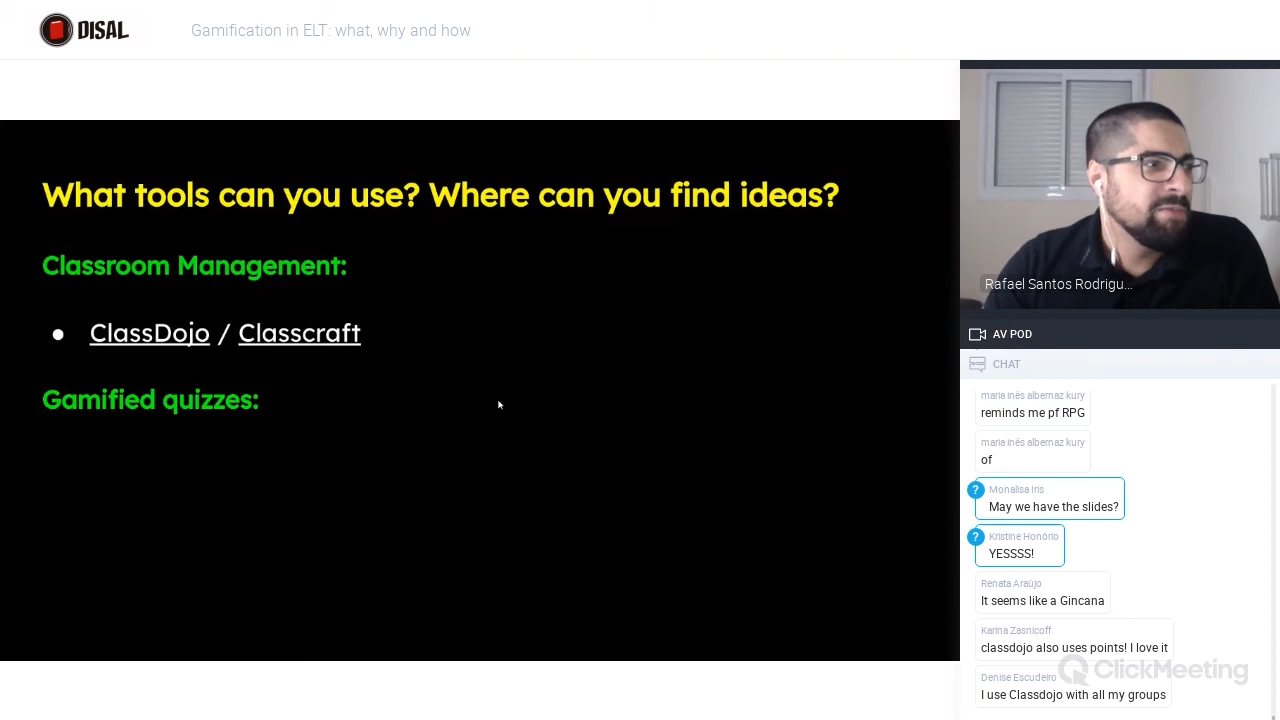 DISAL
Gamification in ELT: what, why and how
What tools can you use? Where can you find ideas?
Classroom Management:
● ClassDojo / Classcraft
Gamified quizzes:
Rafael Santos Rodrigu...
AV POD
CHAT
maria inês albernaz kury
reminds me pf RPG
maria inês albernaz kury
of
? Monalisa Iris
May we have the slides?
? Kristine Honório
YESSSS!
Renata Araújo
It seems like a Gincana
Karina Zasnicoff
classdojo also uses points! I love it
Denise Escudeiro
I use Classdojo with all my groups
ClickMeeting